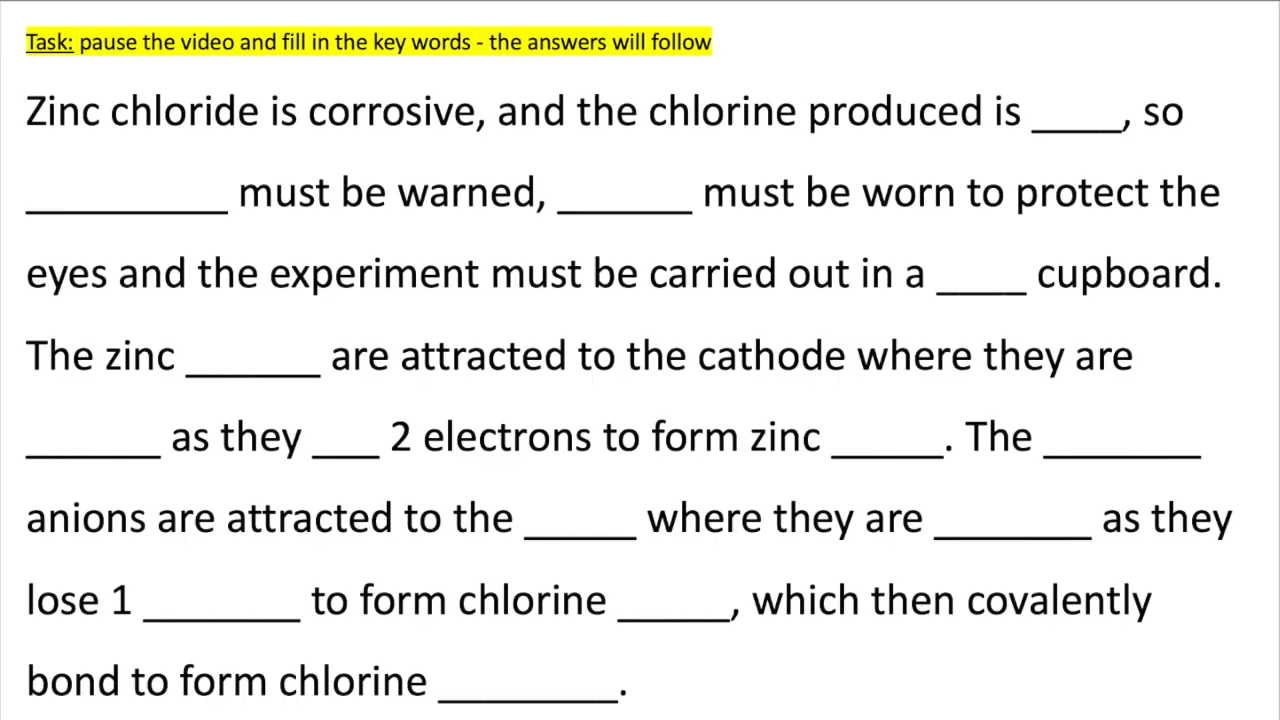 Task: pause the video and fill in the key words - the answers will follow
Zinc chloride is corrosive, and the chlorine produced is ____, so
_________ must be warned, ______ must be worn to protect the
eyes and the experiment must be carried out in a ____ cupboard.
The zinc ______ are attracted to the cathode where they are
______ as they ___ 2 electrons to form zinc _____. The _______
anions are attracted to the _____ where they are _______ as they
lose 1 _______ to form chlorine _____, which then covalently
bond to form chlorine ________.